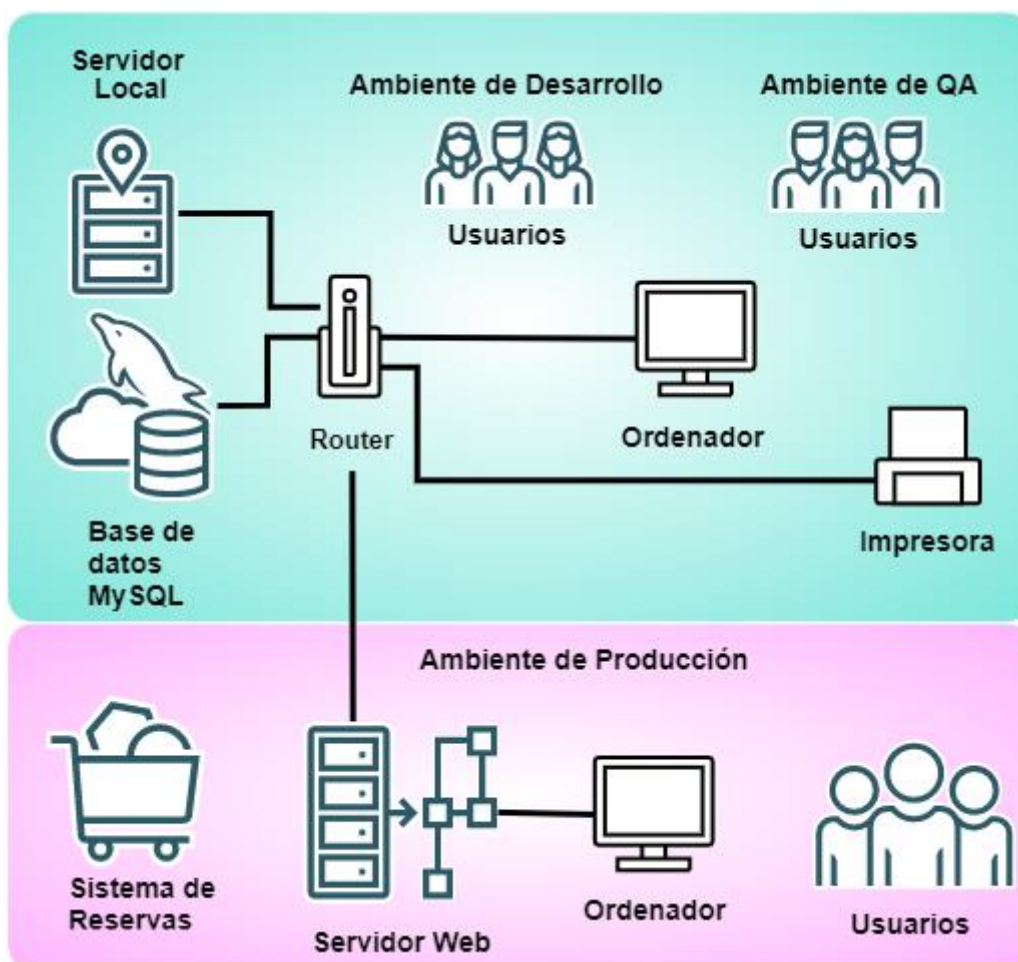 Servidor
Local
Ambiente de Desarrollo
Ambiente de QA
Usuarios
Usuarios
Router
Ordenador
Impresora
Base de
datos
MySQL
Ambiente de Producción
Sistema de
Reservas
Servidor Web
Ordenador
Usuarios